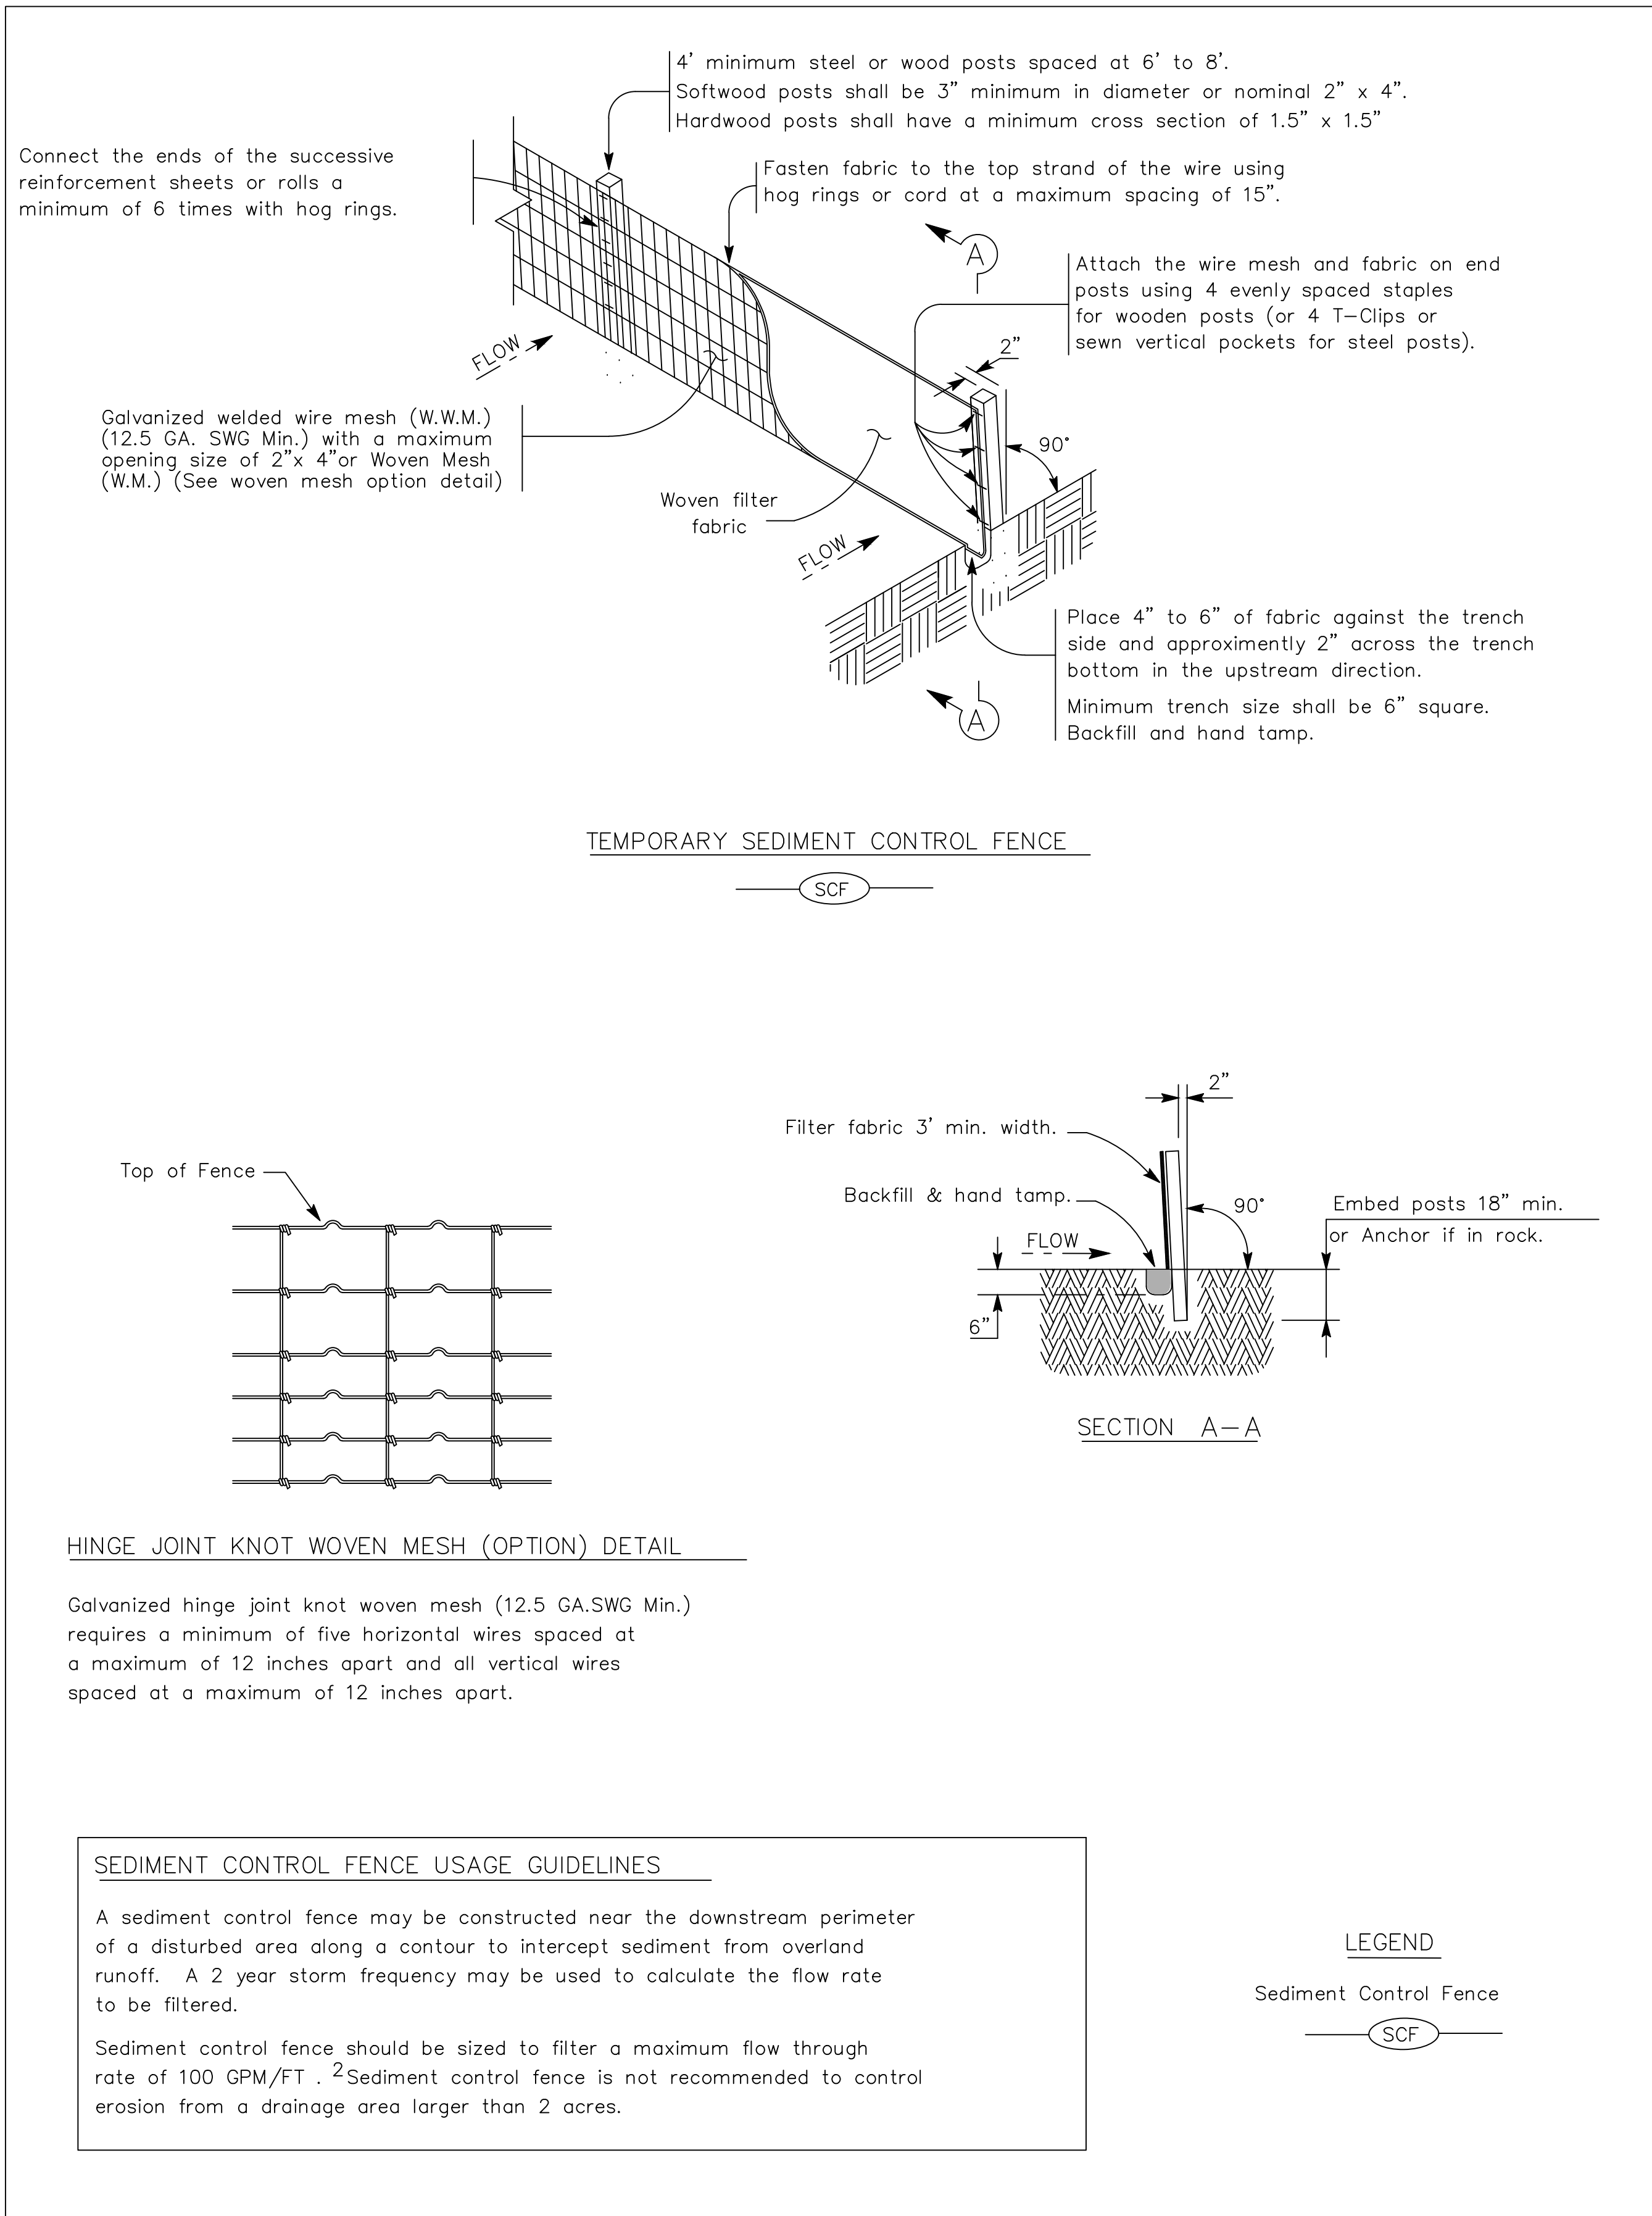 4’ minimum steel or wood posts spaced at 6’ to 8’.
Softwood posts shall be 3” minimum in diameter or nominal 2” x 4”.
Hardwood posts shall have a minimum cross section of 1.5” x 1.5”
Connect the ends of the successive
reinforcement sheets or rolls a
minimum of 6 times with hog rings.
Fasten fabric to the top strand of the wire using
hog rings or cord at a maximum spacing of 15”.
A
Attach the wire mesh and fabric on end
posts using 4 evenly spaced staples
for wooden posts (or 4 T-Clips or
sewn vertical pockets for steel posts).
FLOW
2”
90°
Galvanized welded wire mesh (W.W.M.)
(12.5 GA. SWG Min.) with a maximum
opening size of 2”x 4”or Woven Mesh
(W.M.) (See woven mesh option detail)
Woven filter
fabric
FLOW
Place 4” to 6” of fabric against the trench
side and approximently 2” across the trench
bottom in the upstream direction.
Minimum trench size shall be 6” square.
Backfill and hand tamp.
A
TEMPORARY SEDIMENT CONTROL FENCE
SCF
Top of Fence
HINGE JOINT KNOT WOVEN MESH (OPTION) DETAIL
Galvanized hinge joint knot woven mesh (12.5 GA.SWG Min.)
requires a minimum of five horizontal wires spaced at
a maximum of 12 inches apart and all vertical wires
spaced at a maximum of 12 inches apart.
2”
Filter fabric 3’ min. width.
Backfill & hand tamp.
90°
Embed posts 18” min.
or Anchor if in rock.
FLOW
6”
SECTION A-A
SEDIMENT CONTROL FENCE USAGE GUIDELINES
A sediment control fence may be constructed near the downstream perimeter
of a disturbed area along a contour to intercept sediment from overland
runoff. A 2 year storm frequency may be used to calculate the flow rate
to be filtered.
Sediment control fence should be sized to filter a maximum flow through
rate of 100 GPM/FT . ²Sediment control fence is not recommended to control
erosion from a drainage area larger than 2 acres.
LEGEND
Sediment Control Fence
SCF